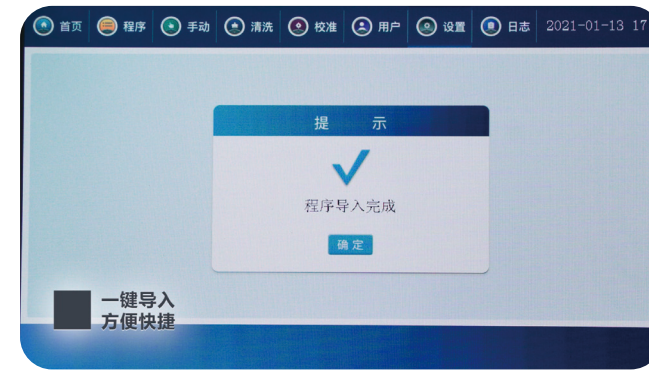 首页 程序 手动 清洗 校准 用户 设置 日志 2021-01-13 17
提 示
程序导入完成
确定
一键导入
方便快捷